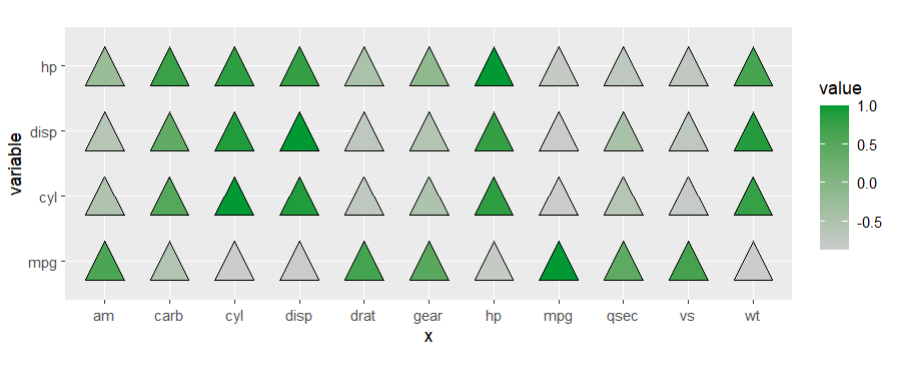 value
1.0
0.5
0.0
-0.5
variable
hp
disp
cyl
mpg
am carb cyl disp drat gear hp mpg qsec vs wt
x